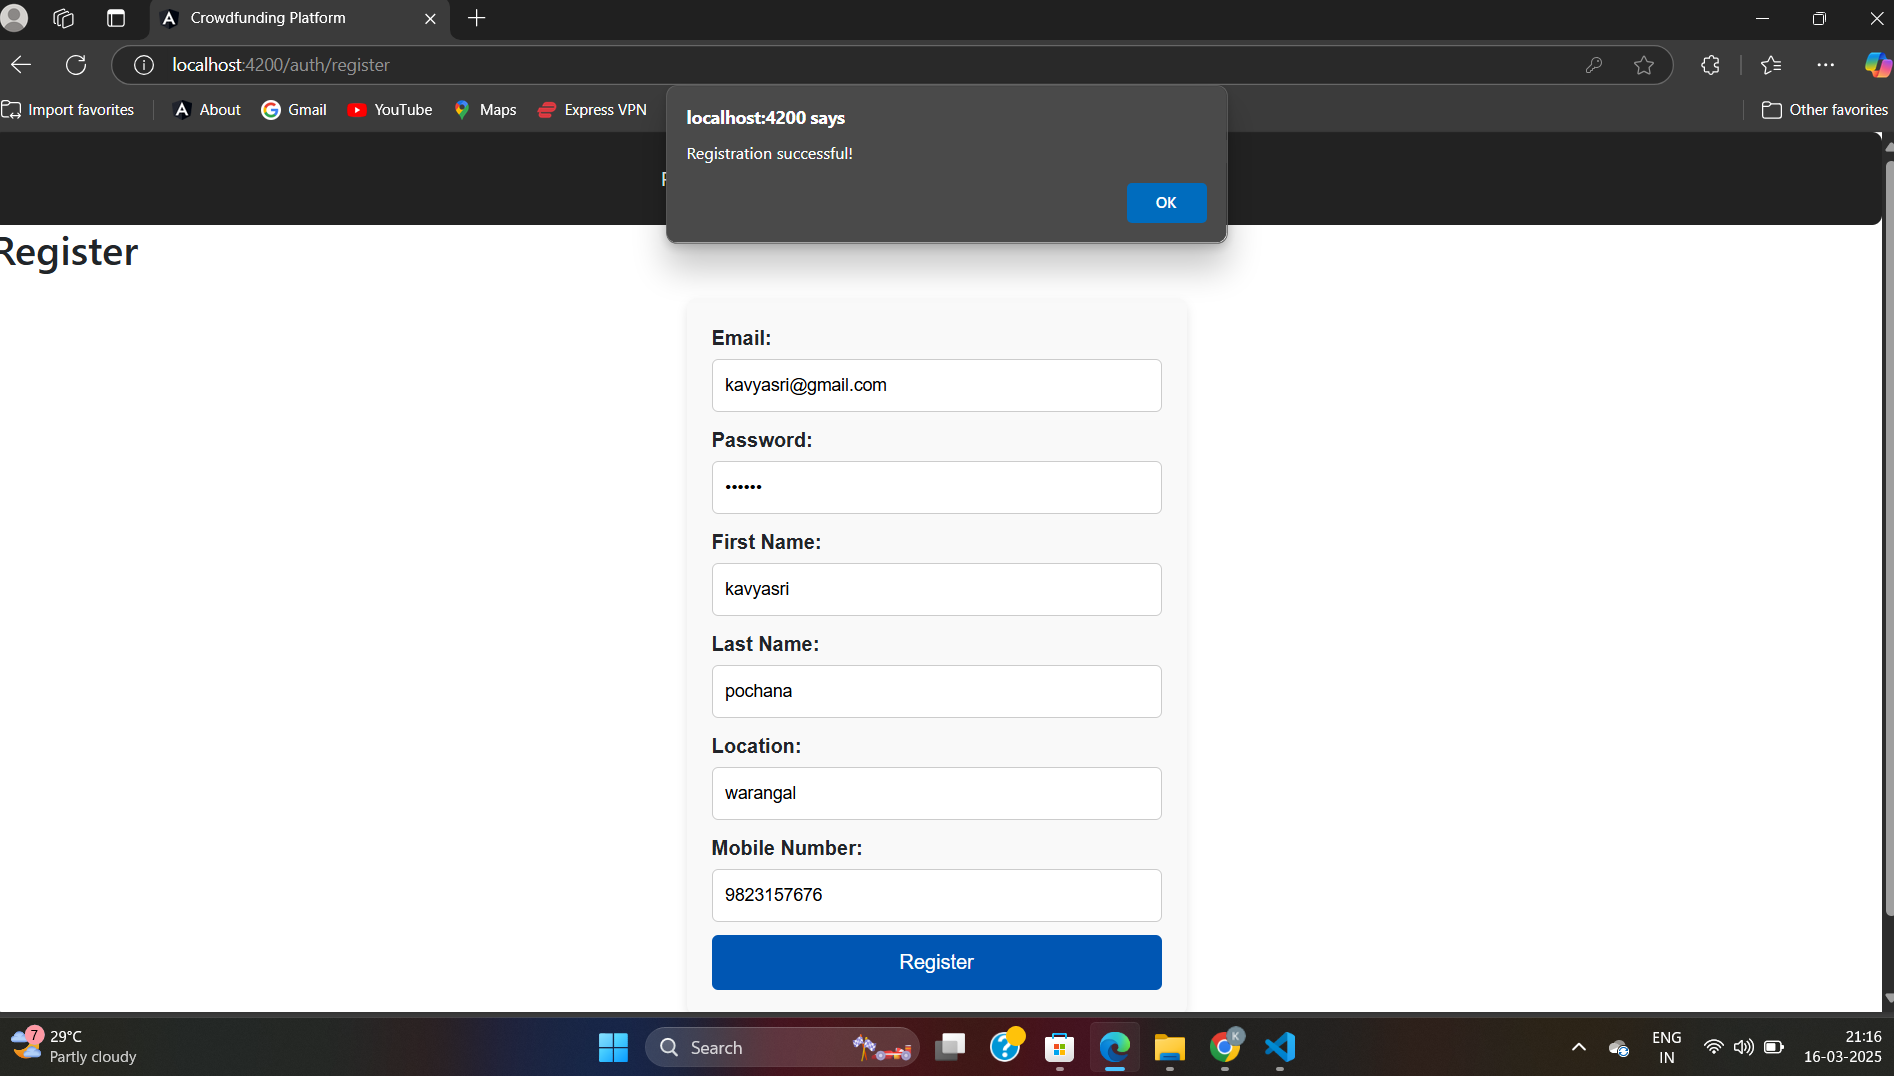 Crowdfunding Platform
localhost:4200/auth/register
Import favorites
About
Gmail
YouTube
Maps
Express VPN
Other favorites
localhost:4200 says
Registration successful!
OK
Register
Email:
kavyasri@gmail.com
Password:
••••••
First Name:
kavyasri
Last Name:
pochana
Location:
warangal
Mobile Number:
9823157676
Register
7
29°C
Partly cloudy
Search
K
ENG
IN
21:16
16-03-2025